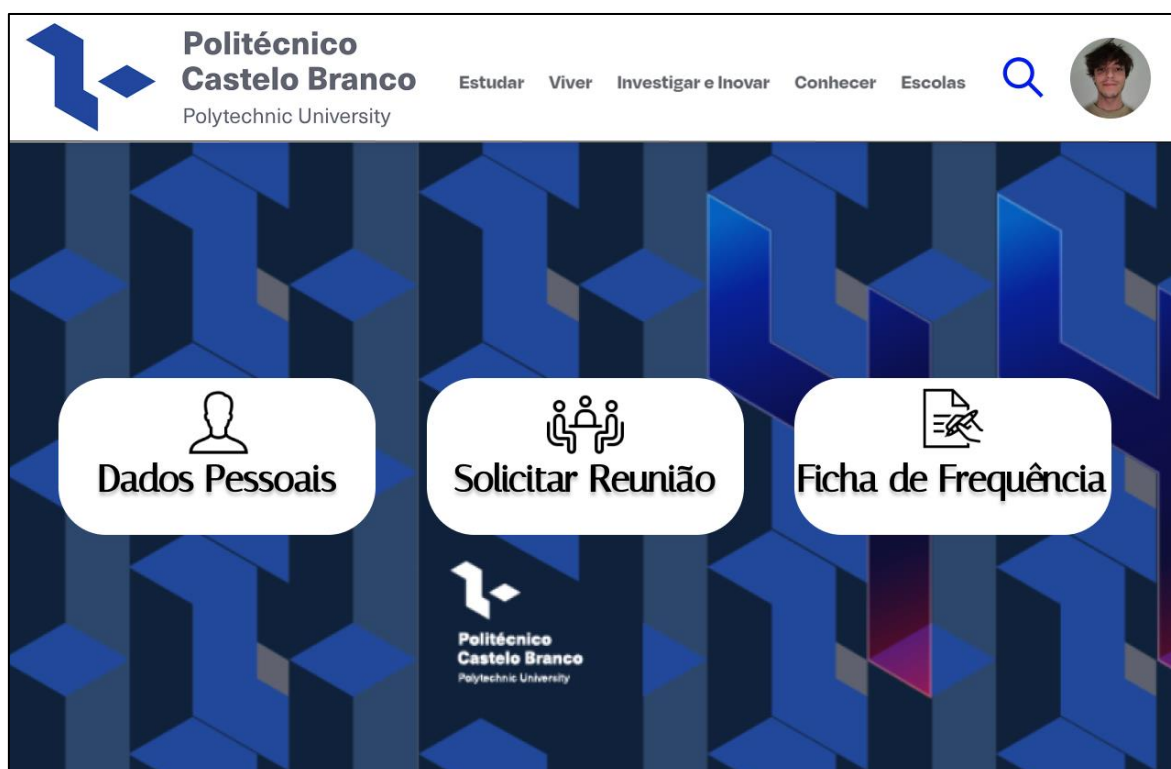 Politécnico
Castelo Branco
Polytechnic University
Estudar Viver Investigar e Inovar Conhecer Escolas
Dados Pessoais
Solicitar Reunião
Ficha de Frequência
Politécnico
Castelo Branco
Polytechnic University